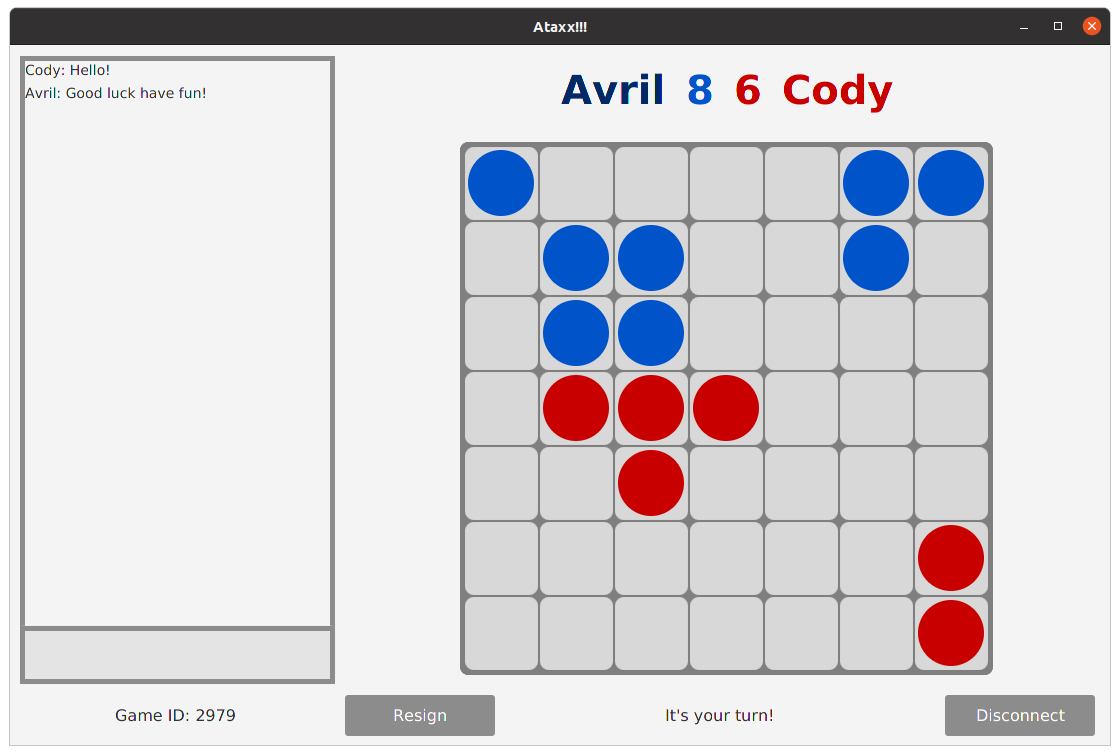 Ataxx!!!
Cody: Hello!
Avril: Good luck have fun!
Avril 8 6 Cody
Game ID: 2979
Resign
It's your turn!
Disconnect